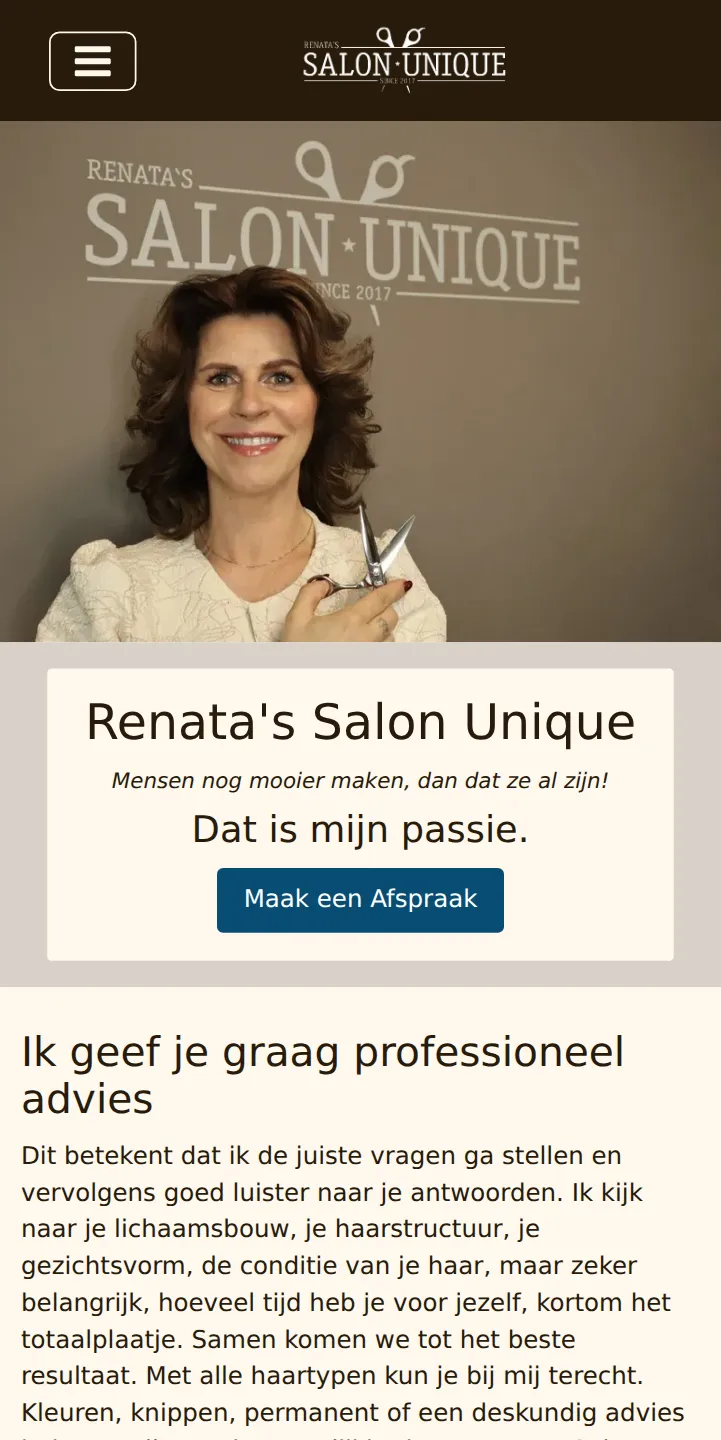 RENATA'S
SALON·UNIQUE
SINCE 2017
RENATA'S
SALON★UNIQUE
INCE 2017
Renata's Salon Unique
Mensen nog mooier maken, dan dat ze al zijn!
Dat is mijn passie.
Maak een Afspraak
Ik geef je graag professioneel
advies
Dit betekent dat ik de juiste vragen ga stellen en
vervolgens goed luister naar je antwoorden. Ik kijk
naar je lichaamsbouw, je haarstructuur, je
gezichtsvorm, de conditie van je haar, maar zeker
belangrijk, hoeveel tijd heb je voor jezelf, kortom het
totaalplaatje. Samen komen we tot het beste
resultaat. Met alle haartypen kun je bij mij terecht.
Kleuren, knippen, permanent of een deskundig advies